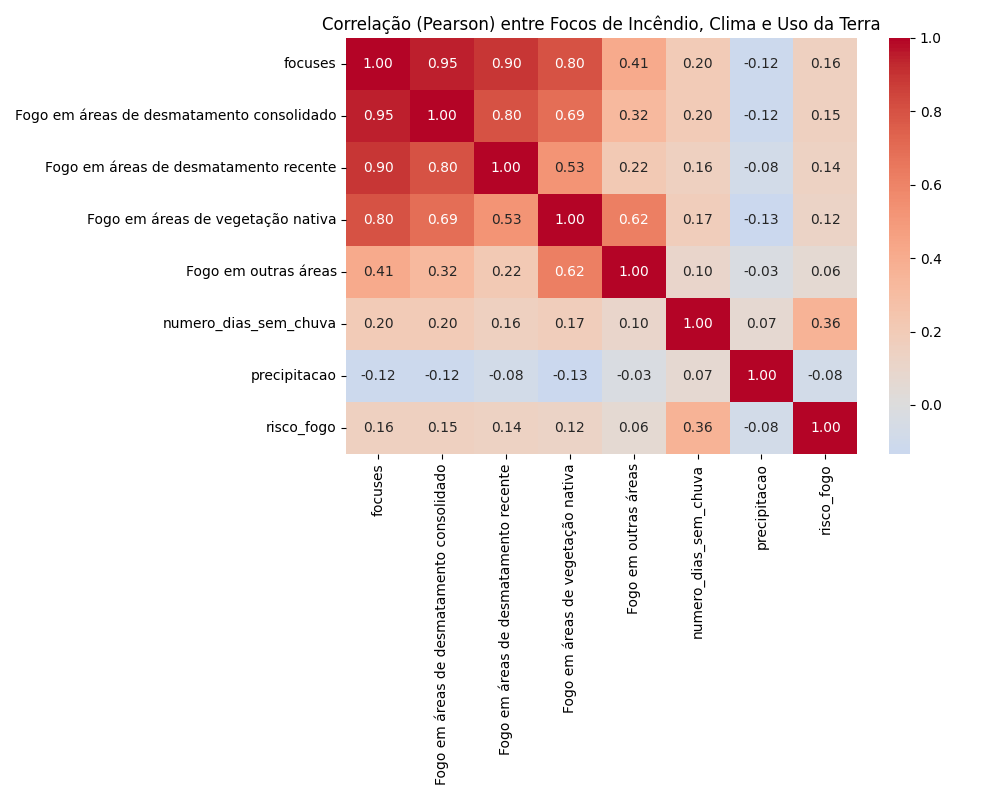 Correlação (Pearson) entre Focos de Incêndio, Clima e Uso da Terra
focuses 1.00 0.95 0.90 0.80 0.41 0.20 -0.12 0.16
Fogo em áreas de desmatamento consolidado 0.95 1.00 0.80 0.69 0.32 0.20 -0.12 0.15
Fogo em áreas de desmatamento recente 0.90 0.80 1.00 0.53 0.22 0.16 -0.08 0.14
Fogo em áreas de vegetação nativa 0.80 0.69 0.53 1.00 0.62 0.17 -0.13 0.12
Fogo em outras áreas 0.41 0.32 0.22 0.62 1.00 0.10 -0.03 0.06
numero_dias_sem_chuva 0.20 0.20 0.16 0.17 0.10 1.00 0.07 0.36
precipitacao -0.12 -0.12 -0.08 -0.13 -0.03 0.07 1.00 -0.08
risco_fogo 0.16 0.15 0.14 0.12 0.06 0.36 -0.08 1.00
focuses
Fogo em áreas de desmatamento consolidado
Fogo em áreas de desmatamento recente
Fogo em áreas de vegetação nativa
Fogo em outras áreas
numero_dias_sem_chuva
precipitacao
risco_fogo
1.0
0.8
0.6
0.4
0.2
0.0